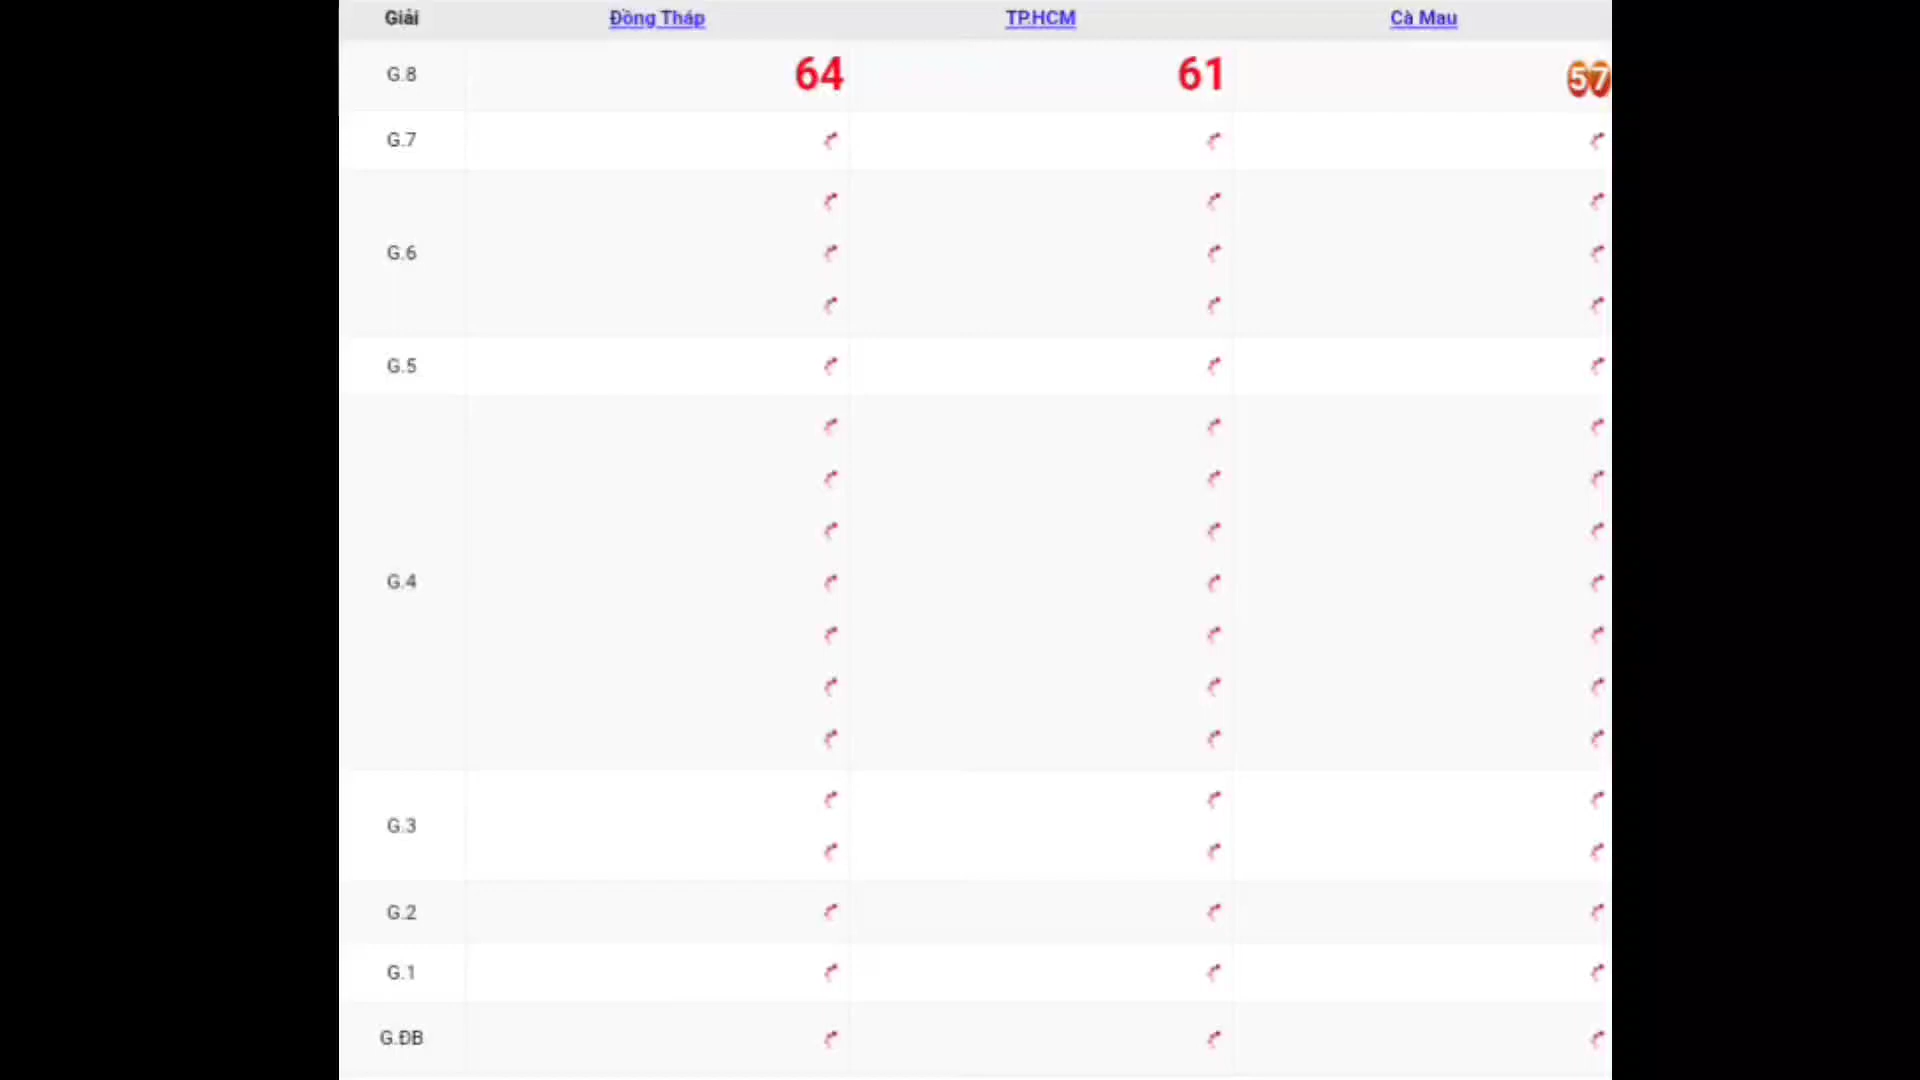 Giải Đồng Tháp TP.HCM Cà Mau
G.8 64 61 57
G.7
G.6
G.5
G.4
G.3
G.2
G.1
G.ĐB